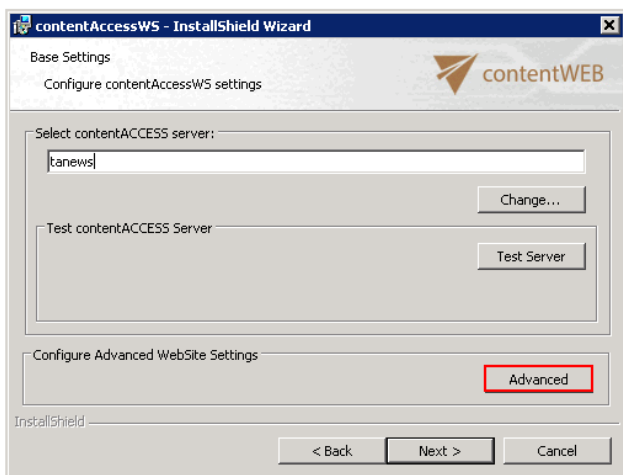 contentAccessWS - InstallShield Wizard
Base Settings
Configure contentAccessWS settings
contentWEB
Select contentACCESS server:
tanews
Change...
Test contentACCESS Server
Test Server
Configure Advanced WebSite Settings
Advanced
InstallShield
< Back
Next >
Cancel